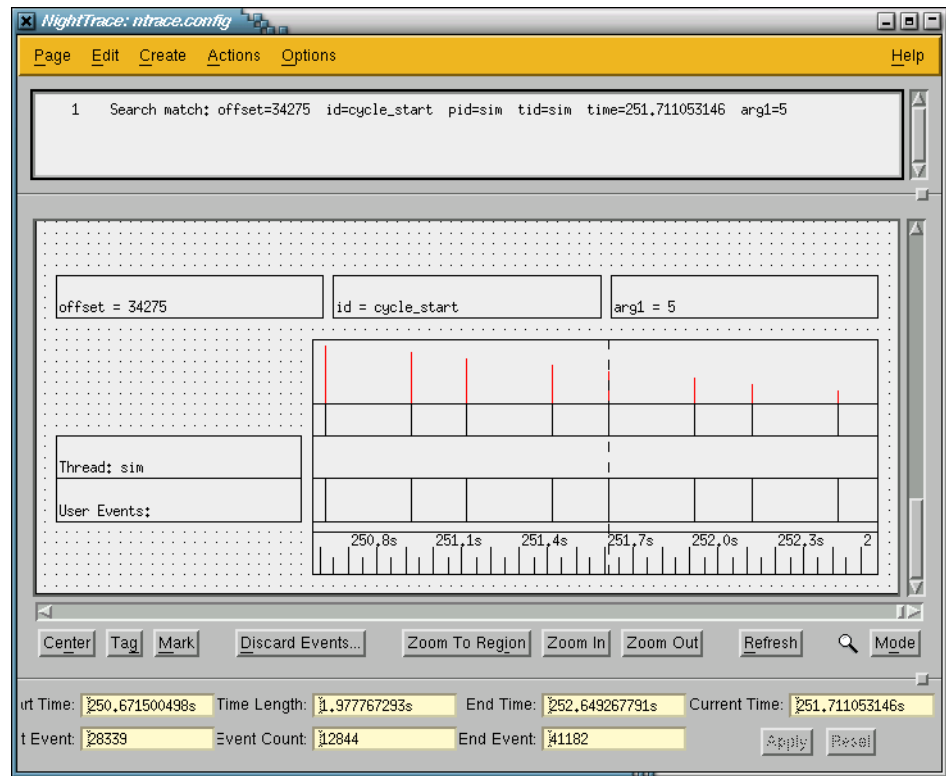 NightTrace: ntrace.config
Page Edit Create Actions Options Help
1 Search match: offset=34275 id=cycle_start pid=sim tid=sim time=251.711053146 arg1=5
offset = 34275 id = cycle_start arg1 = 5
Thread: sim
User Events:
250.8s 251.1s 251.4s 251.7s 252.0s 252.3s 2
Center Tag Mark Discard Events... Zoom To Region Zoom In Zoom Out Refresh Mode
art Time: 250.671500498s Time Length: 1.977767293s End Time: 252.649267791s Current Time: 251.711053146s
t Event: 28339 Event Count: 12844 End Event: 41182 Apply Reset